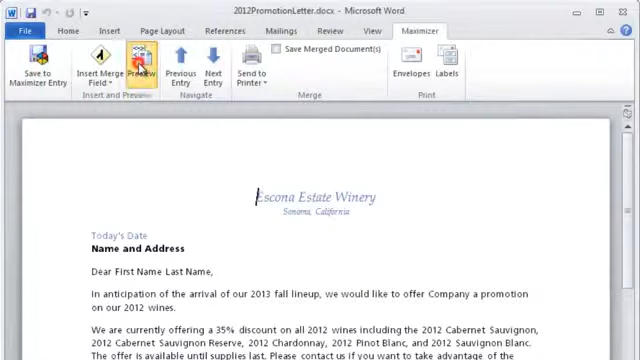 2012PromotionLetter.docx - Microsoft Word
File Home Insert Page Layout References Mailings Review View Maximizer
Save to Maximizer Entry
Insert Merge Field
Preview
Previous Entry
Next Entry
Send to Printer
Save Merged Document(s)
Envelopes
Labels
Insert and Preview Navigate Merge Print
Escona Estate Winery
Sonoma, California
Today's Date
Name and Address
Dear First Name Last Name,
In anticipation of the arrival of our 2013 fall lineup, we would like to offer Company a promotion
on our 2012 wines.
We are currently offering a 35% discount on all 2012 wines including the 2012 Cabernet Sauvignon,
2012 Cabernet Sauvignon Reserve, 2012 Chardonnay, 2012 Pinot Blanc, and 2012 Sauvignon Blanc.
The offer is available until supplies last. Please contact us if you want to take advantage of the